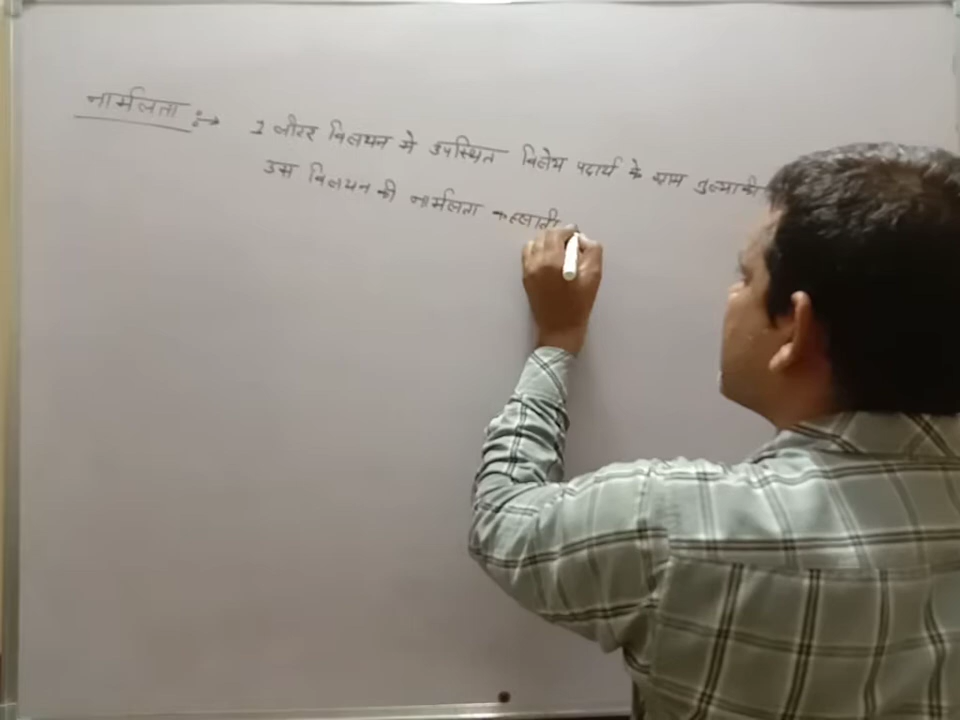 नार्मलता :→ 1 लीटर विलयन मे उपस्थित विलेय पदार्थ के ग्राम तुल्याकी
उस विलयन की नार्मलता कहलाती